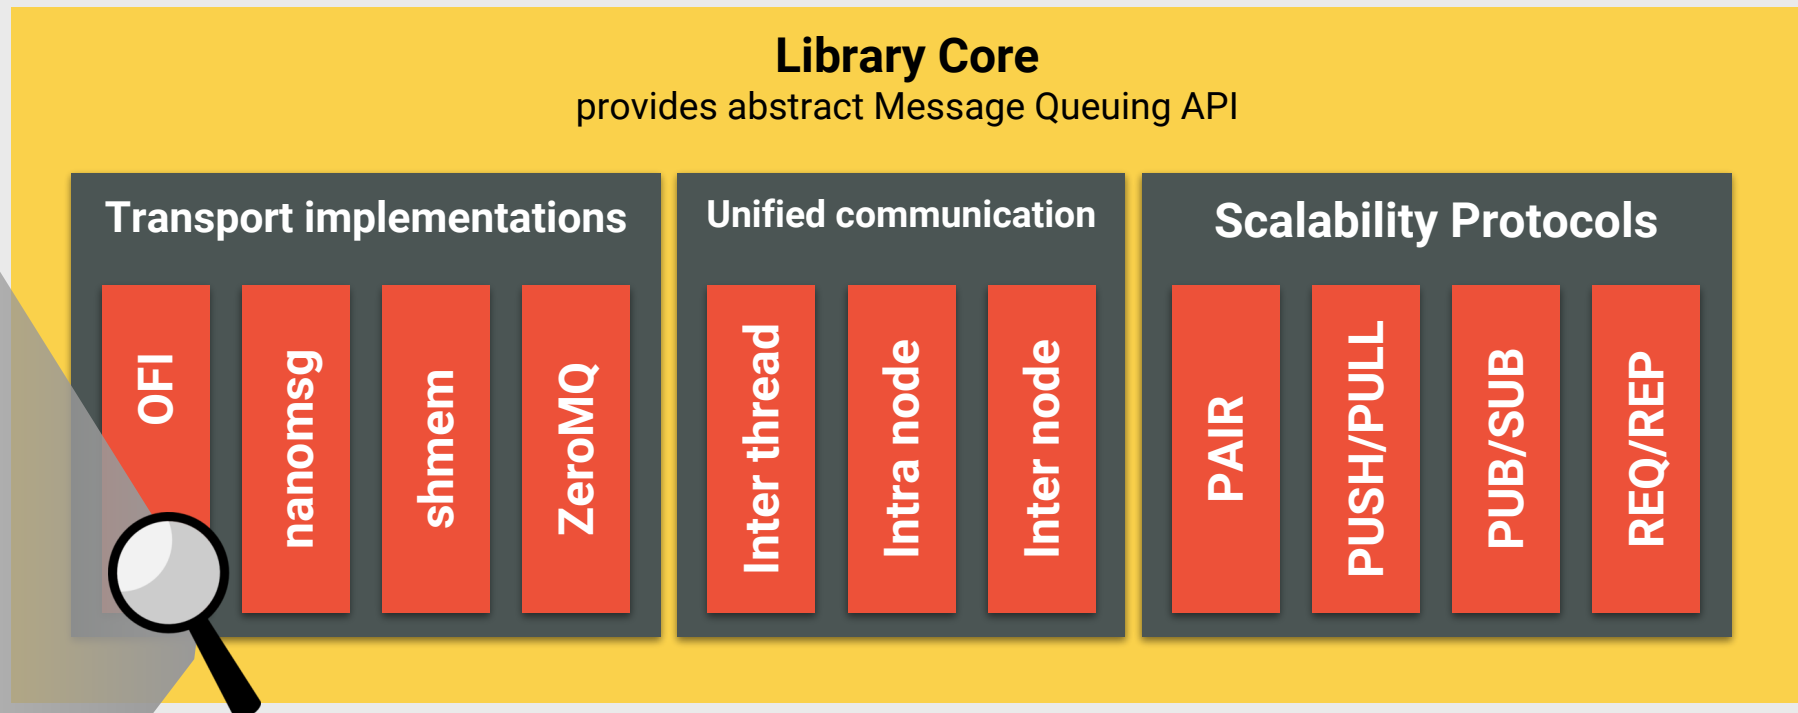 Library Core
provides abstract Message Queuing API
Transport implementations
OFI
nanomsg
shmem
ZeroMQ
Unified communication
Inter thread
Intra node
Inter node
Scalability Protocols
PAIR
PUSH/PULL
PUB/SUB
REQ/REP